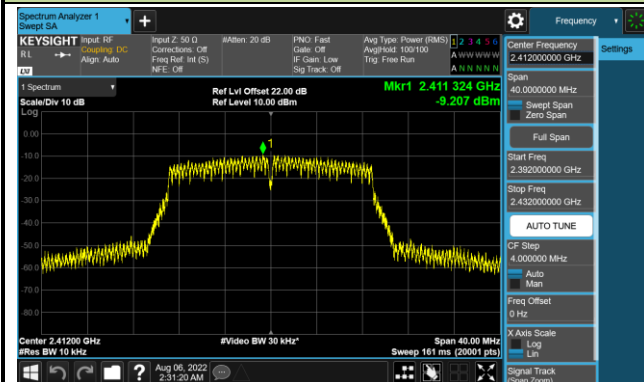 Spectrum Analyzer 1
Swept SA
+
Frequency
KEYSIGHT
RL
LXI
Input: RF
Coupling: DC
Align: Auto
Input Z: 50 Ω
Corrections: Off
Freq Ref: Int (S)
NFE: Off
#Atten: 20 dB
PNO: Fast
Gate: Off
IF Gain: Low
Sig Track: Off
Avg Type: Power (RMS)
Avg|Hold: 100/100
Trig: Free Run
1 2 3 4 5 6
A W W W W W
A N N N N N
1 Spectrum
Scale/Div 10 dB
Ref Lvl Offset 22.00 dB
Ref Level 10.00 dBm
Mkr1 2.411 324 GHz
-9.207 dBm
Log
1
0.00
-10.0
-20.0
-30.0
-40.0
-50.0
-60.0
-70.0
-80.0
Center 2.41200 GHz
#Res BW 10 kHz
#Video BW 30 kHz*
Span 40.00 MHz
Sweep 161 ms (20001 pts)
?
Aug 06, 2022
2:31:20 AM
Center Frequency
2.412000000 GHz
Settings
Span
40.0000000 MHz
Swept Span
Zero Span
Full Span
Start Freq
2.392000000 GHz
Stop Freq
2.432000000 GHz
AUTO TUNE
CF Step
4.000000 MHz
Auto
Man
Freq Offset
0 Hz
X Axis Scale
Log
Lin
Signal Track
(Span Zoom)